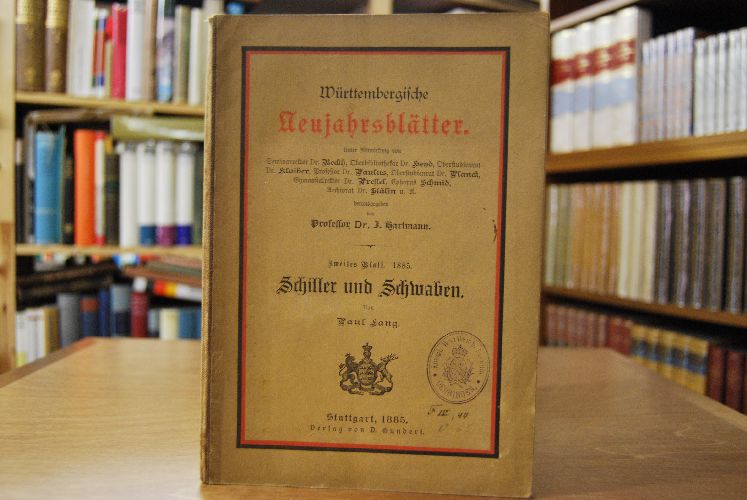 Württembergische
Neujahrsblätter.
Unter Mitwirkung von
Seminarrektor Dr. Oberbibliothekar Dr. Heyd, Oberstudienrat
Dr. Klaiber, Professor Dr. Paulus, Oberstudienrat Dr. Planck,
Gymnasialrektor Dr. Pressel, Ephorus Schmid,
Archivrat Dr. Stälin u. A.
herausgegeben
von
Professor Dr. J. Hartmann.
Zweites Blatt. 1885.
Schiller und Schwaben.
Von
Paul Lang.
Stuttgart, 1885.
Verlag von D. Gundert.
F IX, 44